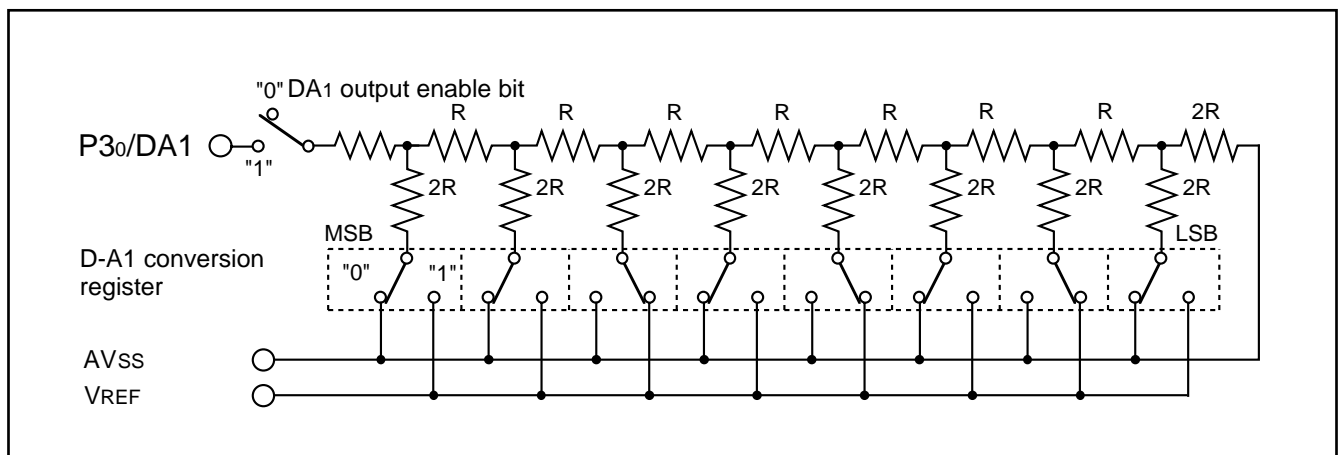 "0" DA1 output enable bit
R R R R R R R 2R
P30/DA1
"1"
2R 2R 2R 2R 2R 2R 2R 2R
MSB LSB
D-A1 conversion
register
"0" "1"
AVSS
VREF